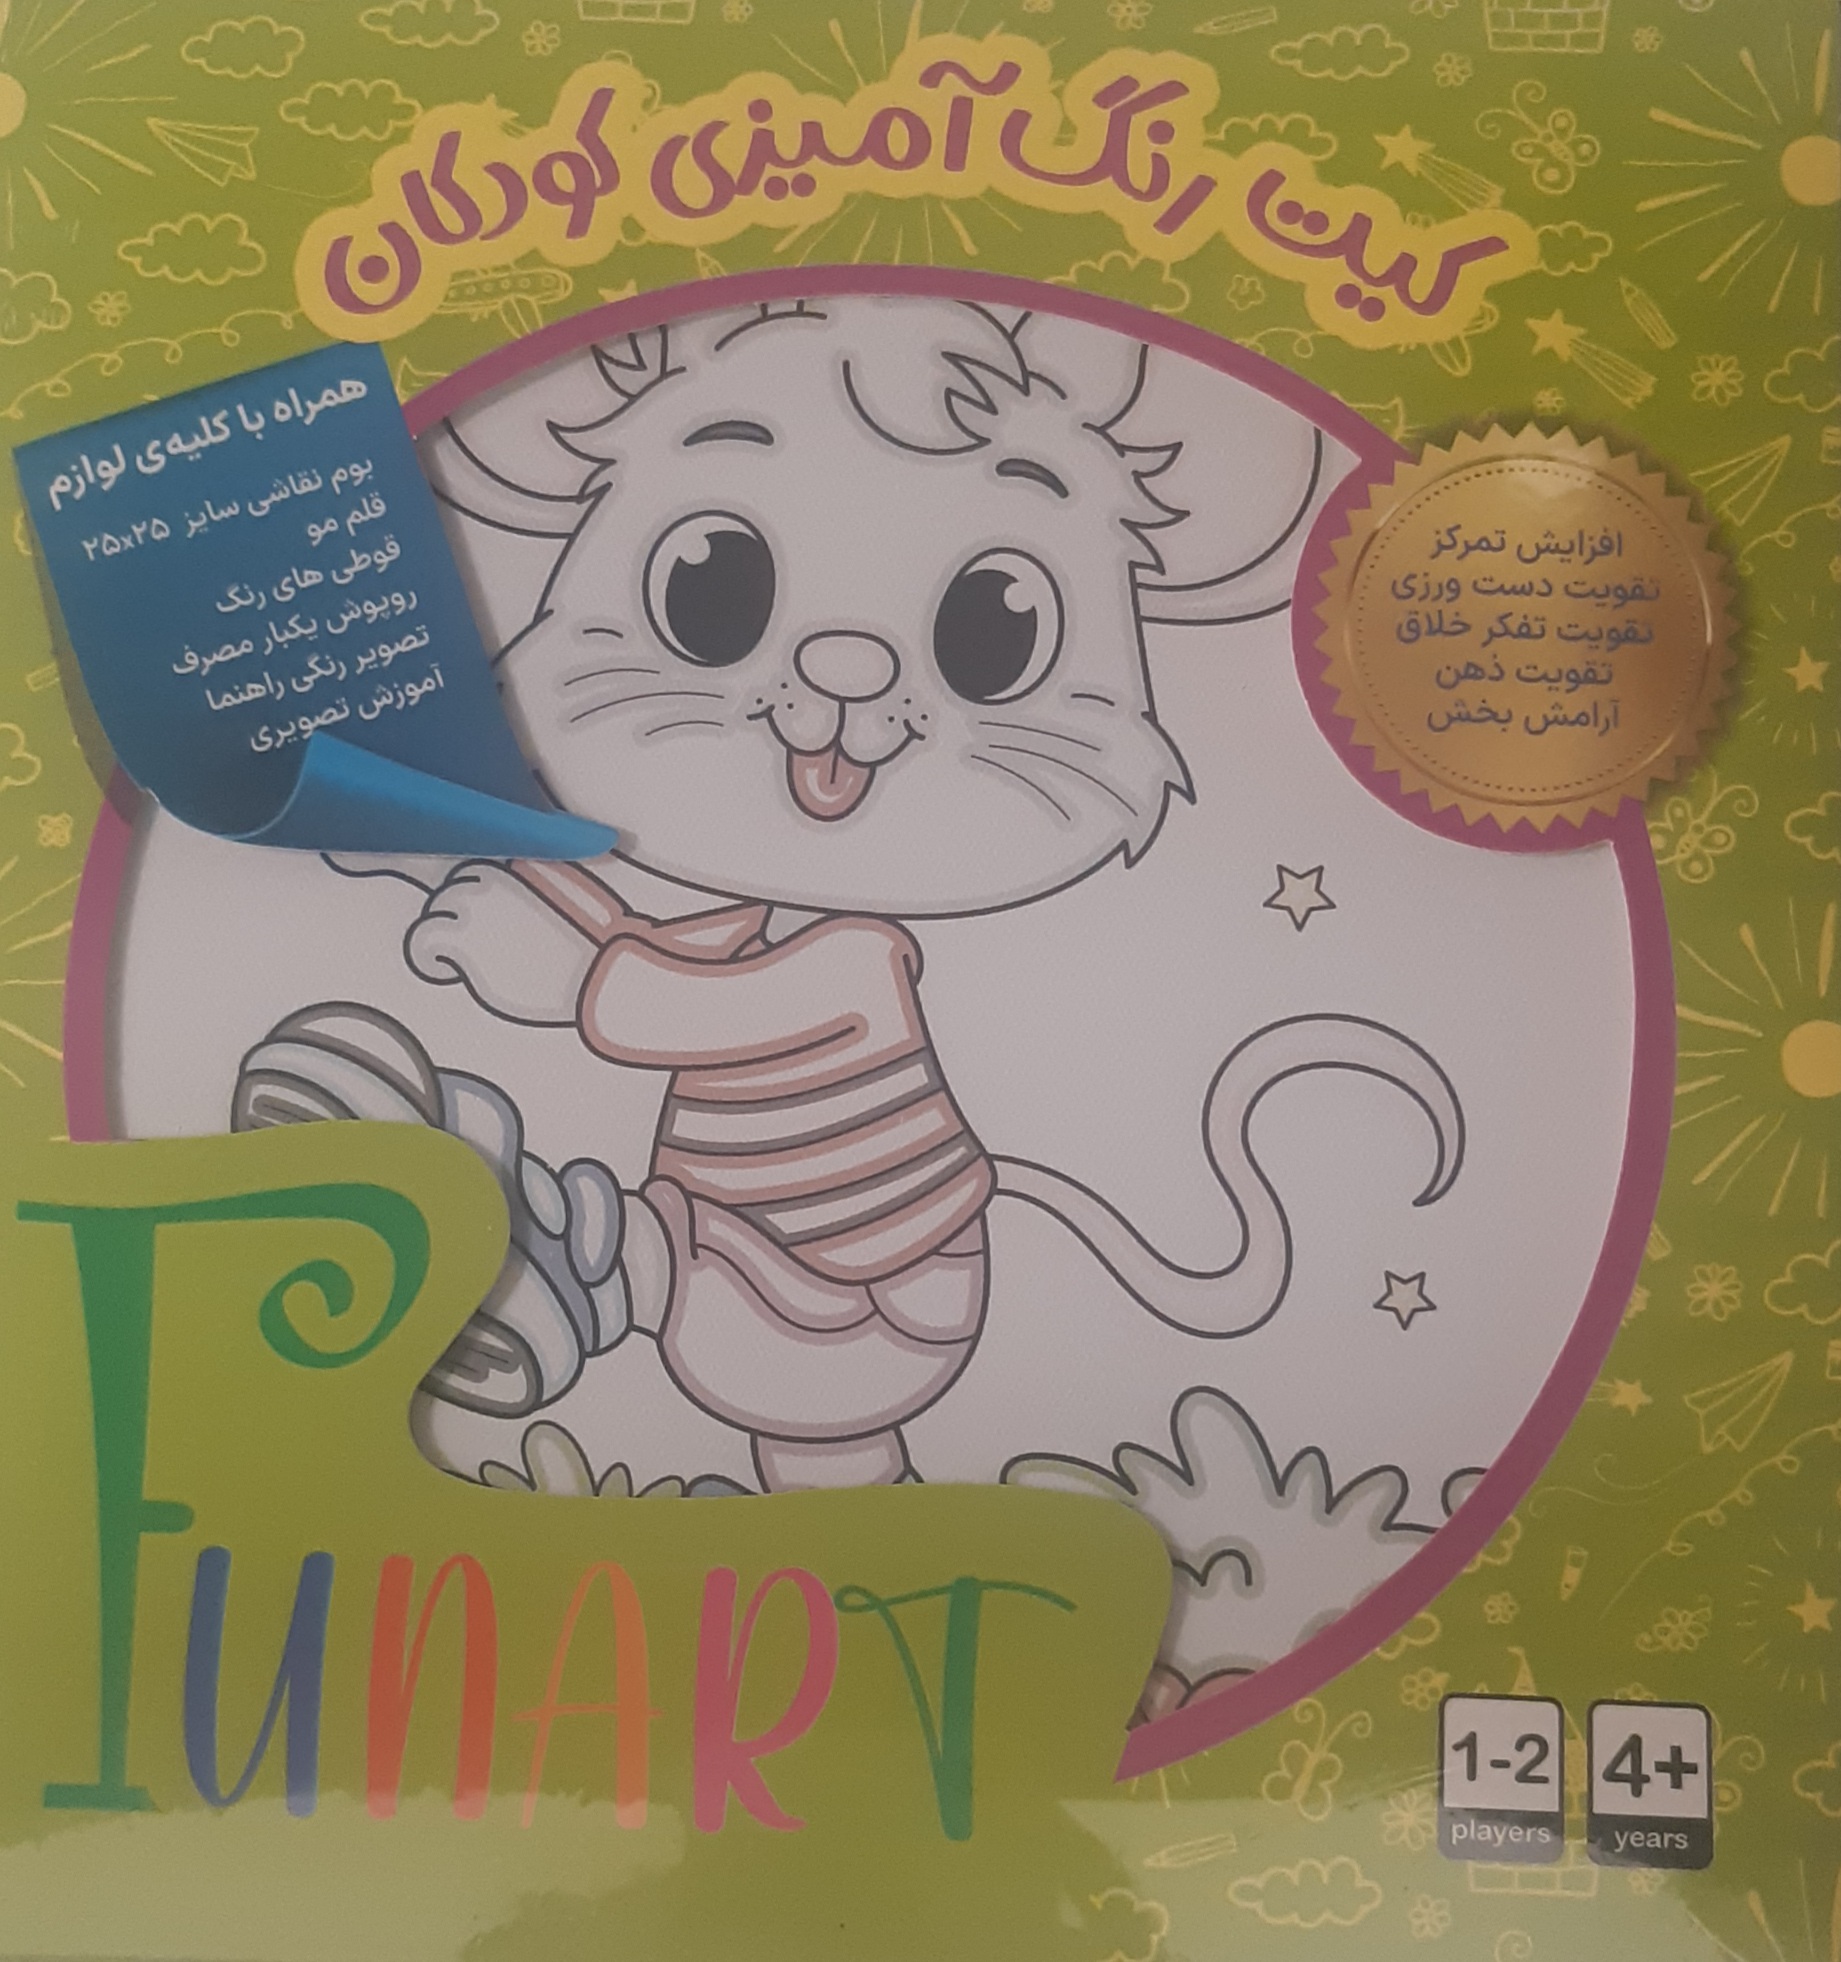 کیت رنگ آمیزی کودکان
همراه با کلیه‌ی لوازم
بوم نقاشی سایز ۲۵x۲۵
قلم مو
قوطی های رنگ
روپوش یکبار مصرف
تصویر رنگی راهنما
آموزش تصویری
افزایش تمرکز
تقویت دست ورزی
تقویت تفکر خلاق
تقویت ذهن
آرامش بخش
FUNART
1-2 4+
players years